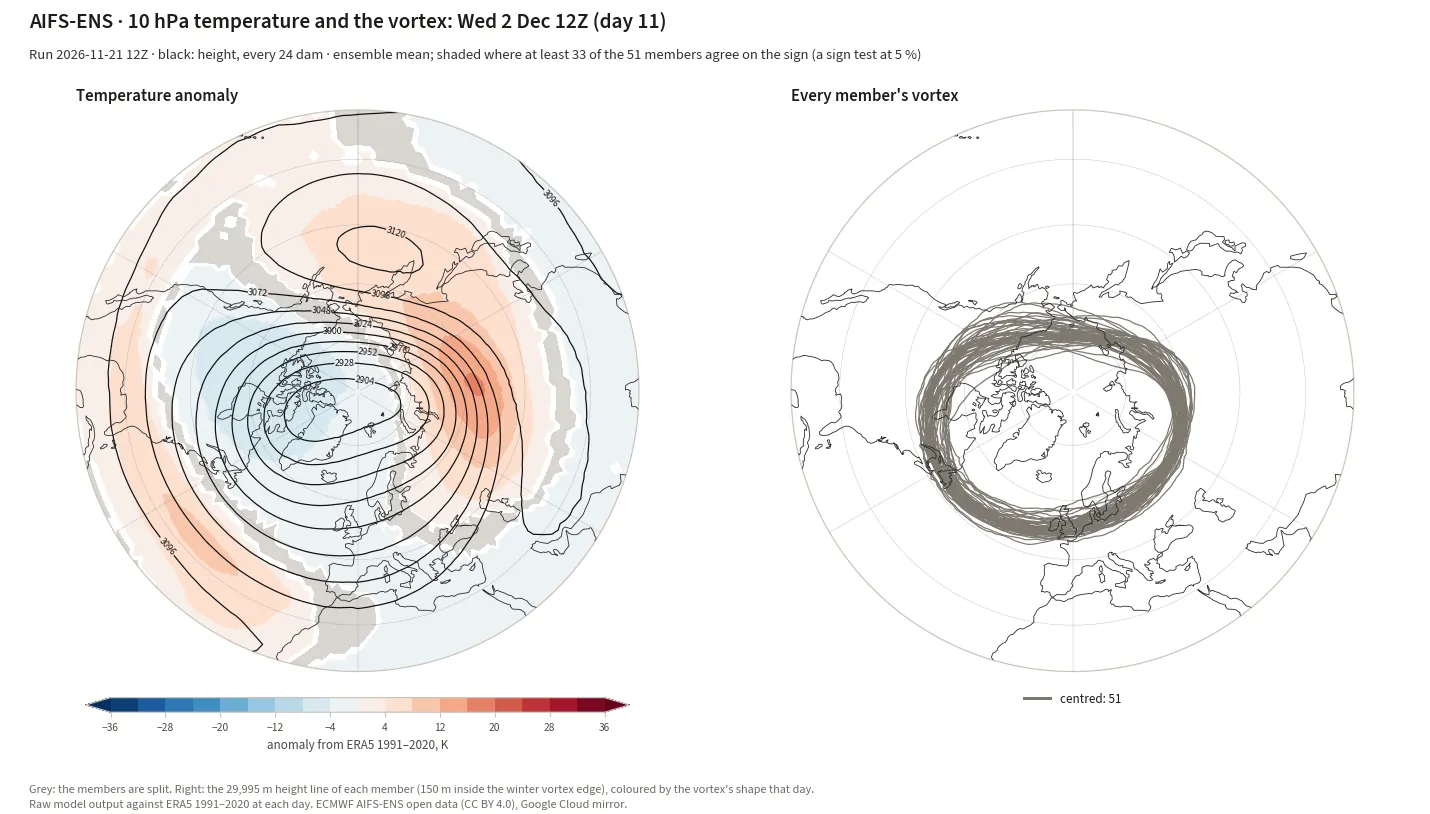 AIFS-ENS · 10 hPa temperature and the vortex: Wed 2 Dec 12Z (day 11)
Run 2026-11-21 12Z · black: height, every 24 dam · ensemble mean; shaded where at least 33 of the 51 members agree on the sign (a sign test at 5 %)
Temperature anomaly
Every member's vortex
3096
3120
3072
3096
3048
3024
3000
2976
2952
2928
2904
3096
−36 −28 −20 −12 −4 4 12 20 28 36
anomaly from ERA5 1991–2020, K
centred: 51
Grey: the members are split. Right: the 29,995 m height line of each member (150 m inside the winter vortex edge), coloured by the vortex's shape that day.
Raw model output against ERA5 1991–2020 at each day. ECMWF AIFS-ENS open data (CC BY 4.0), Google Cloud mirror.